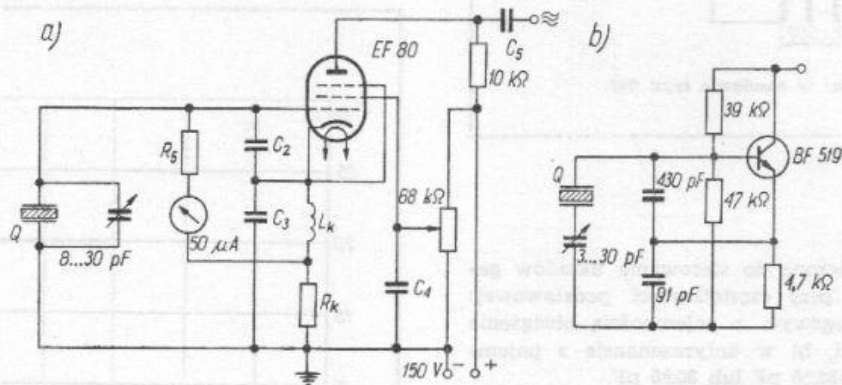 a)
EF 80
C5
10 kΩ
R5
C2
Q
8...30 pF
50 μA
C3
Lk
68 kΩ
Rk
C4
150 V
-
+
b)
39 kΩ
BF 519
Q
430 pF
47 kΩ
3...30 pF
91 pF
4,7 kΩ